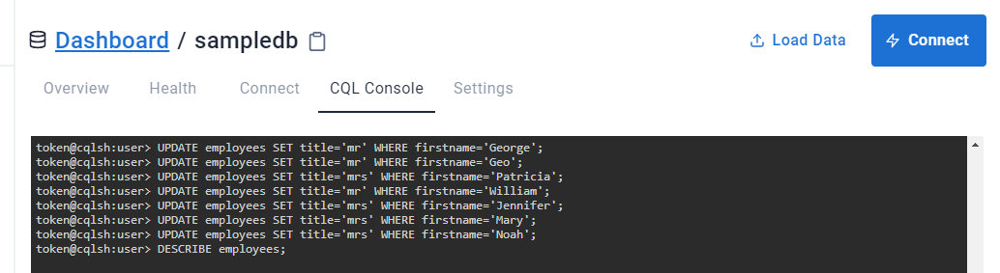 Dashboard / sampledb
Load Data
Connect
Overview Health Connect CQL Console Settings
token@cqlsh:user> UPDATE employees SET title='mr' WHERE firstname='George';
token@cqlsh:user> UPDATE employees SET title='mr' WHERE firstname='Geo';
token@cqlsh:user> UPDATE employees SET title='mrs' WHERE firstname='Patricia';
token@cqlsh:user> UPDATE employees SET title='mr' WHERE firstname='William';
token@cqlsh:user> UPDATE employees SET title='mrs' WHERE firstname='Jennifer';
token@cqlsh:user> UPDATE employees SET title='mrs' WHERE firstname='Mary';
token@cqlsh:user> UPDATE employees SET title='mrs' WHERE firstname='Noah';
token@cqlsh:user> DESCRIBE employees;